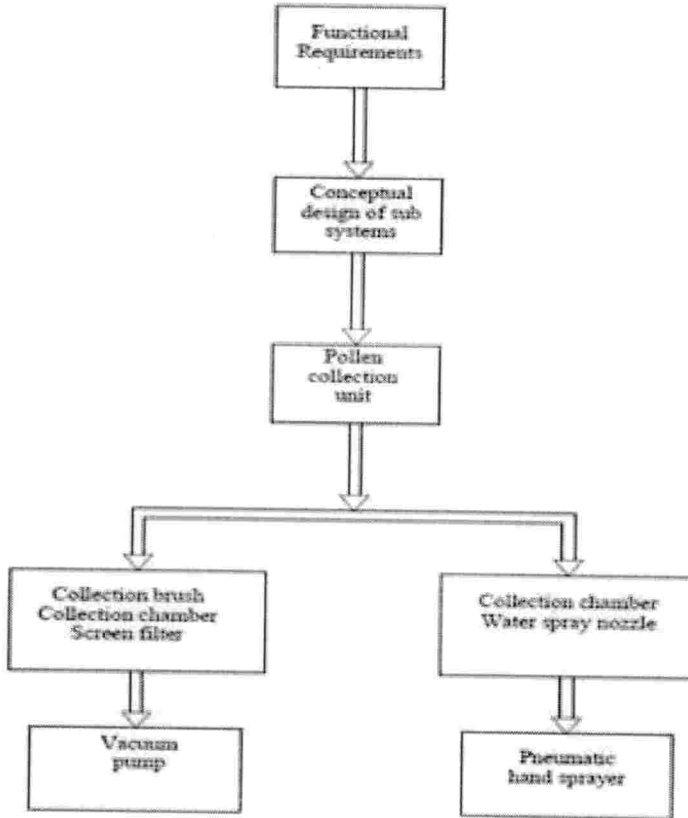 Functional
Requirements
Conceptual
design of sub
systems
Pollen
collection
unit
Collection brush
Collection chamber
Screen filter
Collection chamber
Water spray nozzle
Vacuum
pump
Pneumatic
hand sprayer